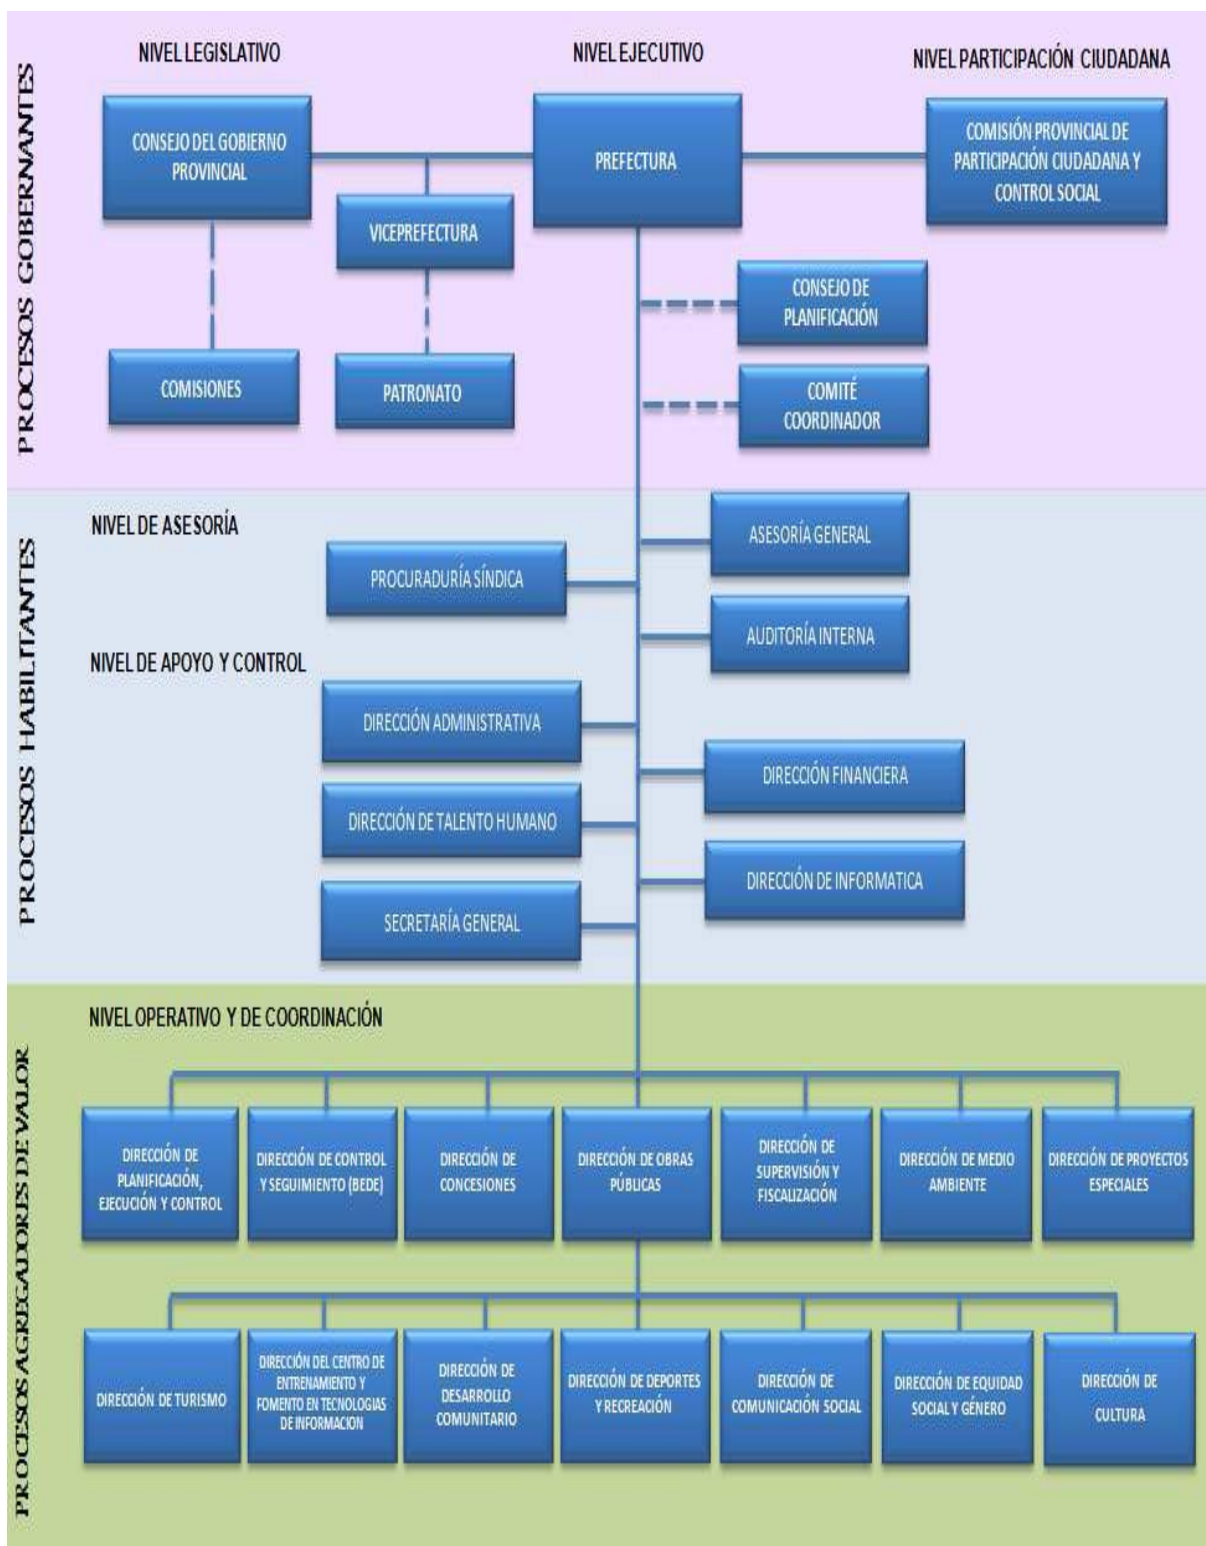 PROCESOS GOBERNANTES
NIVEL LEGISLATIVO
NIVEL EJECUTIVO
NIVEL PARTICIPACIÓN CIUDADANA
CONSEJO DEL GOBIERNO
PROVINCIAL
PREFECTURA
COMISIÓN PROVINCIAL DE
PARTICIPACIÓN CIUDADANA Y
CONTROL SOCIAL
VICEPREFECTURA
CONSEJO DE
PLANIFICACIÓN
COMISIONES
PATRONATO
COMITÉ
COORDINADOR
PROCESOS HABILITANTES
NIVEL DE ASESORÍA
ASESORÍA GENERAL
PROCURADURÍA SÍNDICA
AUDITORÍA INTERNA
NIVEL DE APOYO Y CONTROL
DIRECCIÓN ADMINISTRATIVA
DIRECCIÓN FINANCIERA
DIRECCIÓN DE TALENTO HUMANO
DIRECCIÓN DE INFORMATICA
SECRETARÍA GENERAL
PROCESOS AGREGADORES DE VALOR
NIVEL OPERATIVO Y DE COORDINACIÓN
DIRECCIÓN DE
PLANIFICACIÓN,
EJECUCIÓN Y CONTROL
DIRECCIÓN DE CONTROL
Y SEGUIMIENTO (BEDE)
DIRECCIÓN DE
CONCESIONES
DIRECCIÓN DE OBRAS
PÚBLICAS
DIRECCIÓN DE
SUPERVISIÓN Y
FISCALIZACIÓN
DIRECCIÓN DE MEDIO
AMBIENTE
DIRECCIÓN DE PROYECTOS
ESPECIALES
DIRECCIÓN DE TURISMO
DIRECCIÓN DEL CENTRO DE
ENTRENAMIENTO Y
FOMENTO EN TECNOLOGIAS
DE INFORMACION
DIRECCIÓN DE
DESARROLLO
COMUNITARIO
DIRECCIÓN DE DEPORTES
Y RECREACIÓN
DIRECCIÓN DE
COMUNICACIÓN SOCIAL
DIRECCIÓN DE EQUIDAD
SOCIAL Y GÉNERO
DIRECCIÓN DE
CULTURA